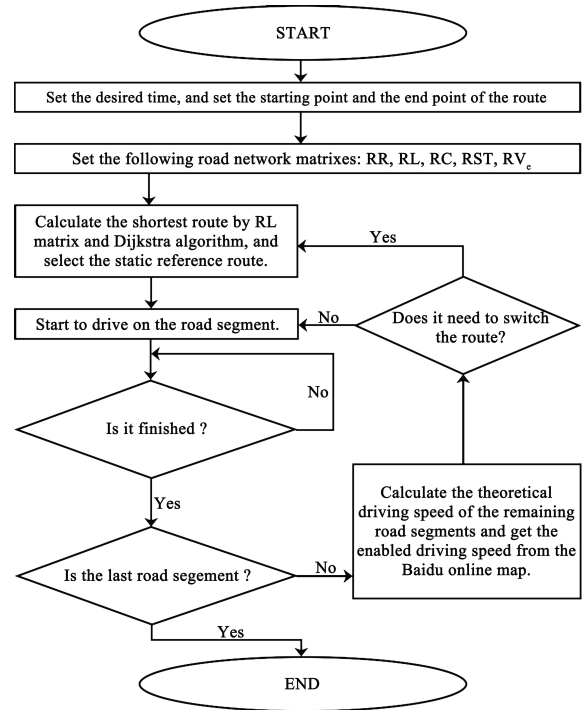 START
Set the desired time, and set the starting point and the end point of the route
Set the following road network matrixes: RR, RL, RC, RST, RVe
Calculate the shortest route by RL
matrix and Dijkstra algorithm, and
select the static reference route.
Yes
Start to drive on the road segment.
No
Does it need to switch
the route?
No
Is it finished ?
Yes
Calculate the theoretical
driving speed of the remaining
road segments and get the
enabled driving speed from the
Baidu online map.
Is the last road segement ?
No
Yes
END